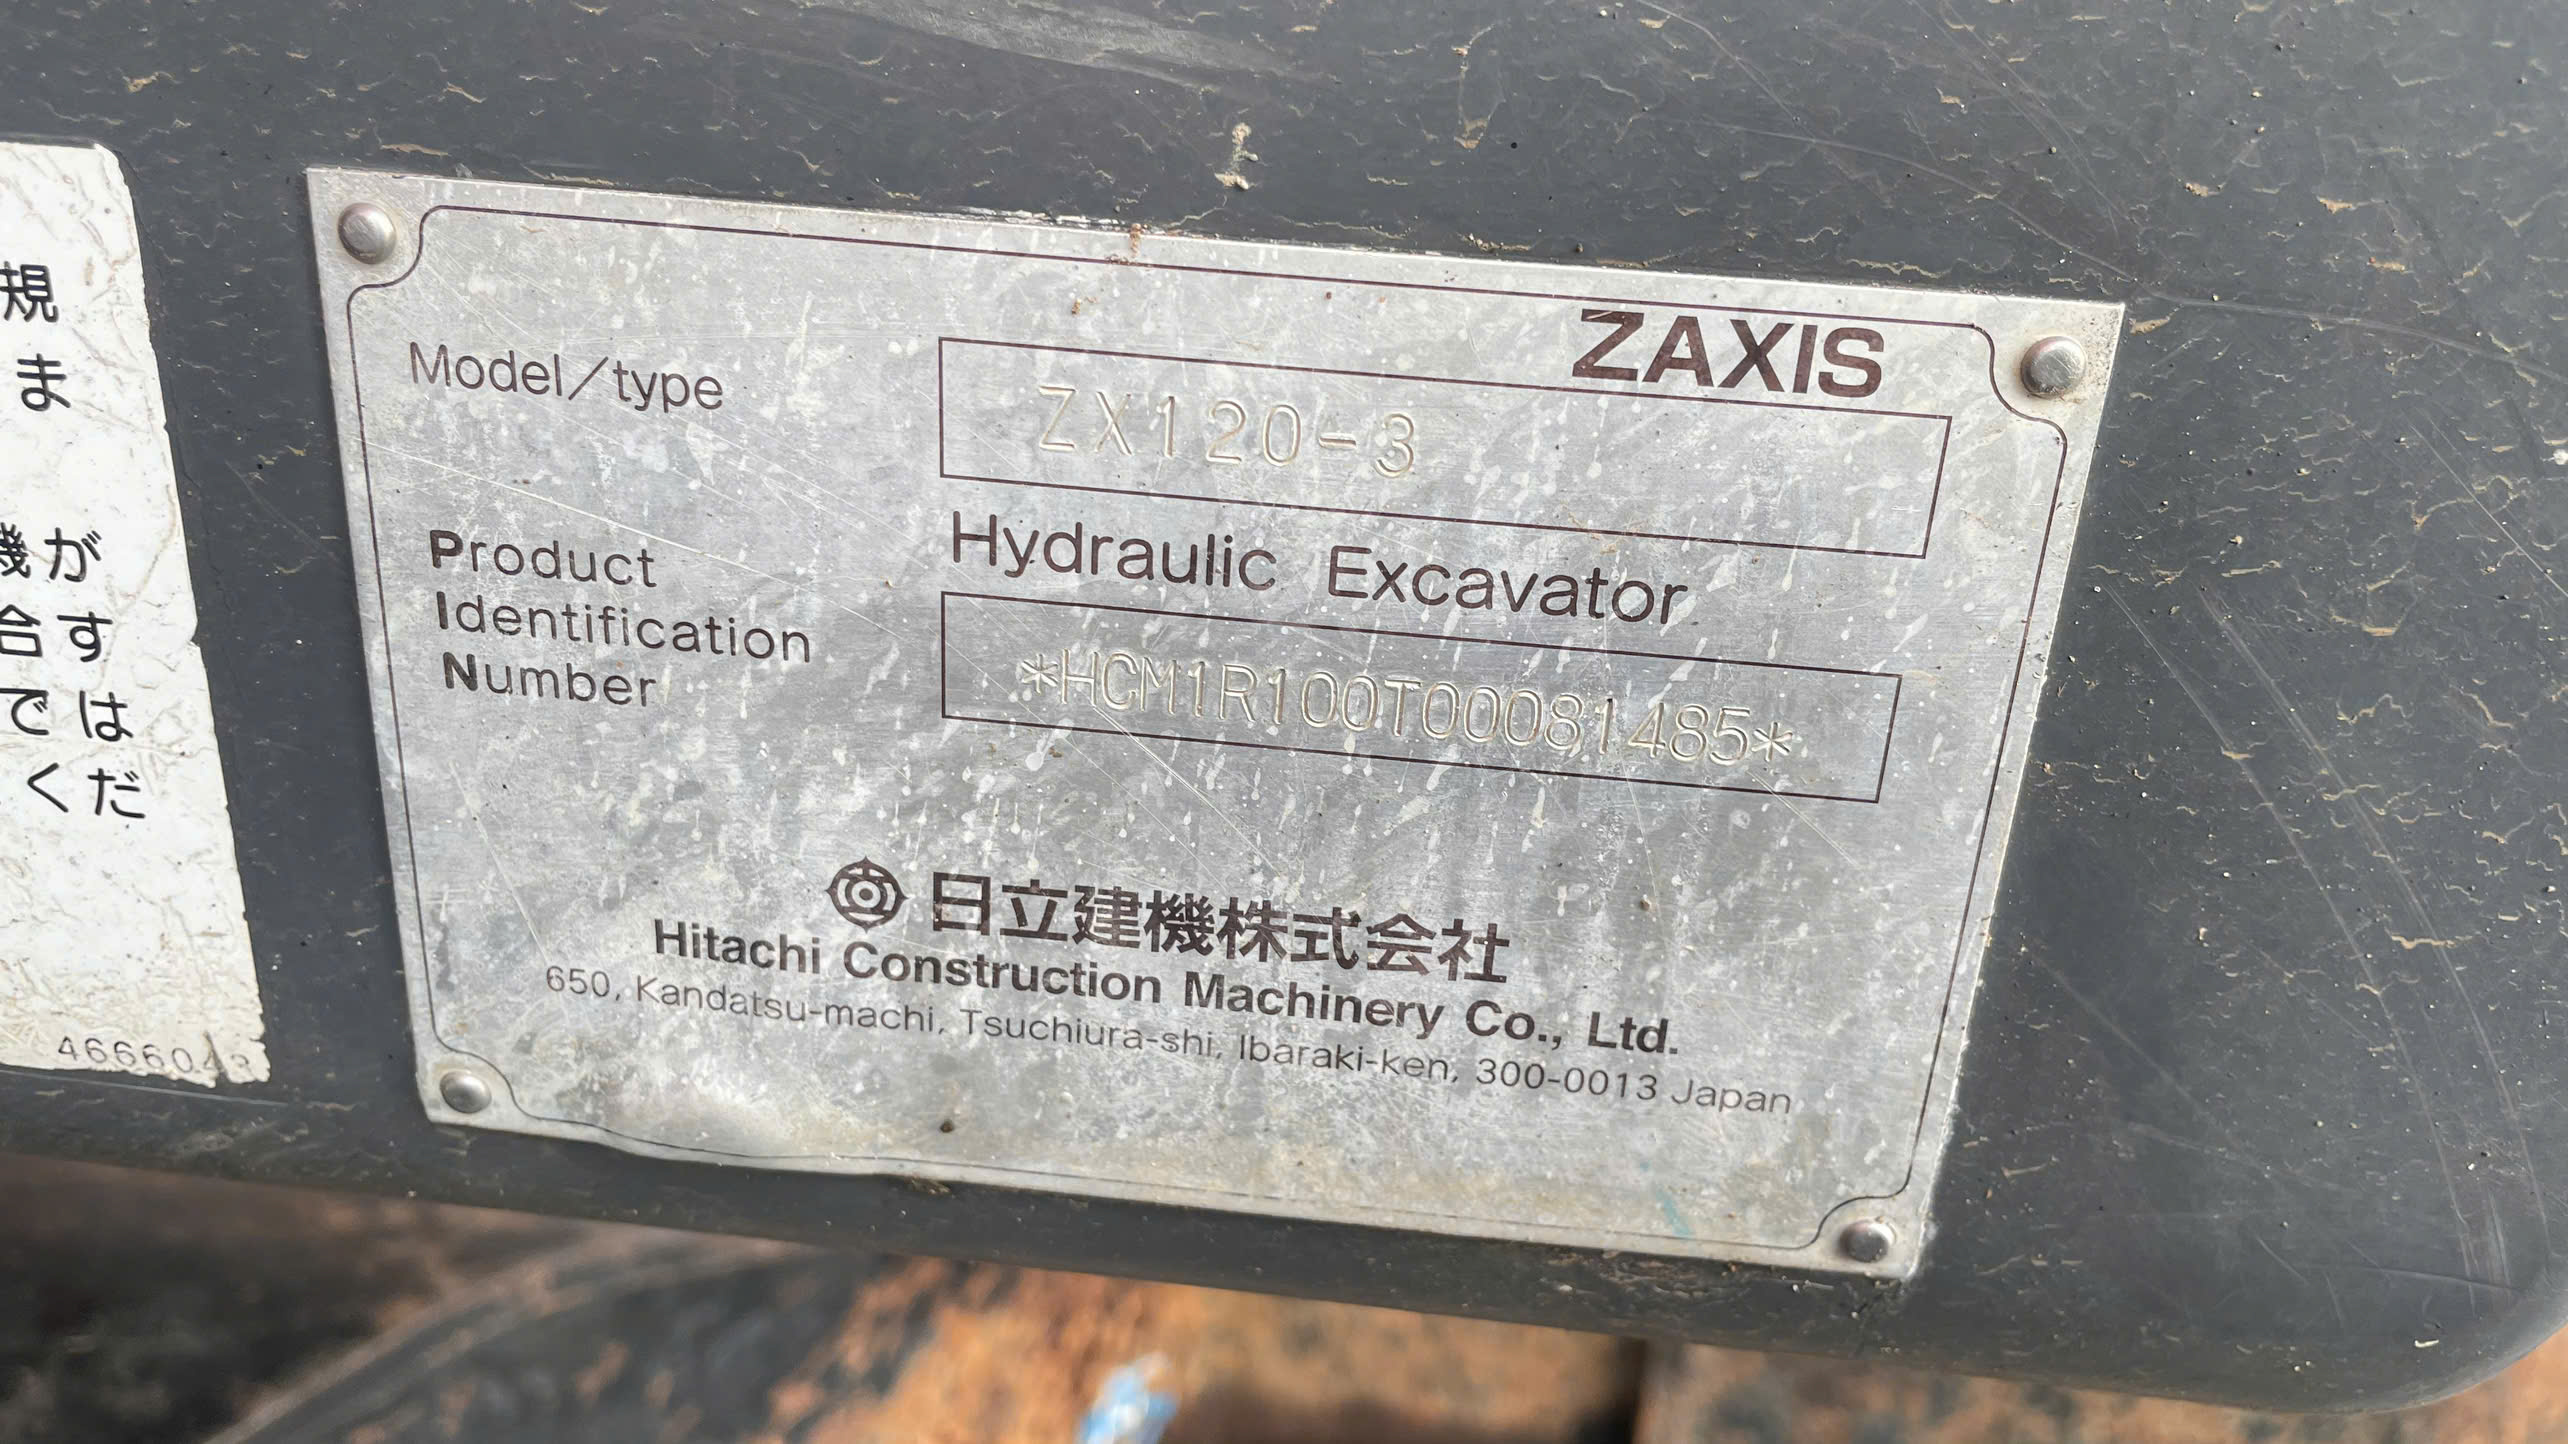 規
ま
機が
合す
では
くだ
466604
ZAXIS
Model/type
ZX120-3
Hydraulic Excavator
Product
Identification
Number
*HCM1R100T00081485*
日立建機株式会社
Hitachi Construction Machinery Co., Ltd.
650, Kandatsu-machi, Tsuchiura-shi, Ibaraki-ken, 300-0013 Japan